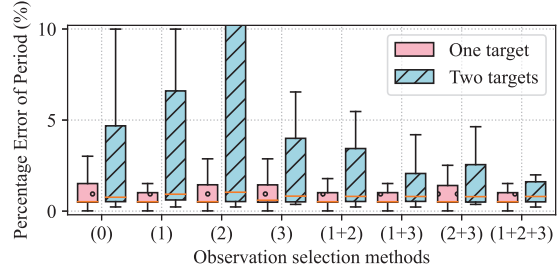 Percentage Error of Period (%)
10
5
0
One target
Two targets
(0) (1) (2) (3) (1+2) (1+3) (2+3) (1+2+3)
Observation selection methods